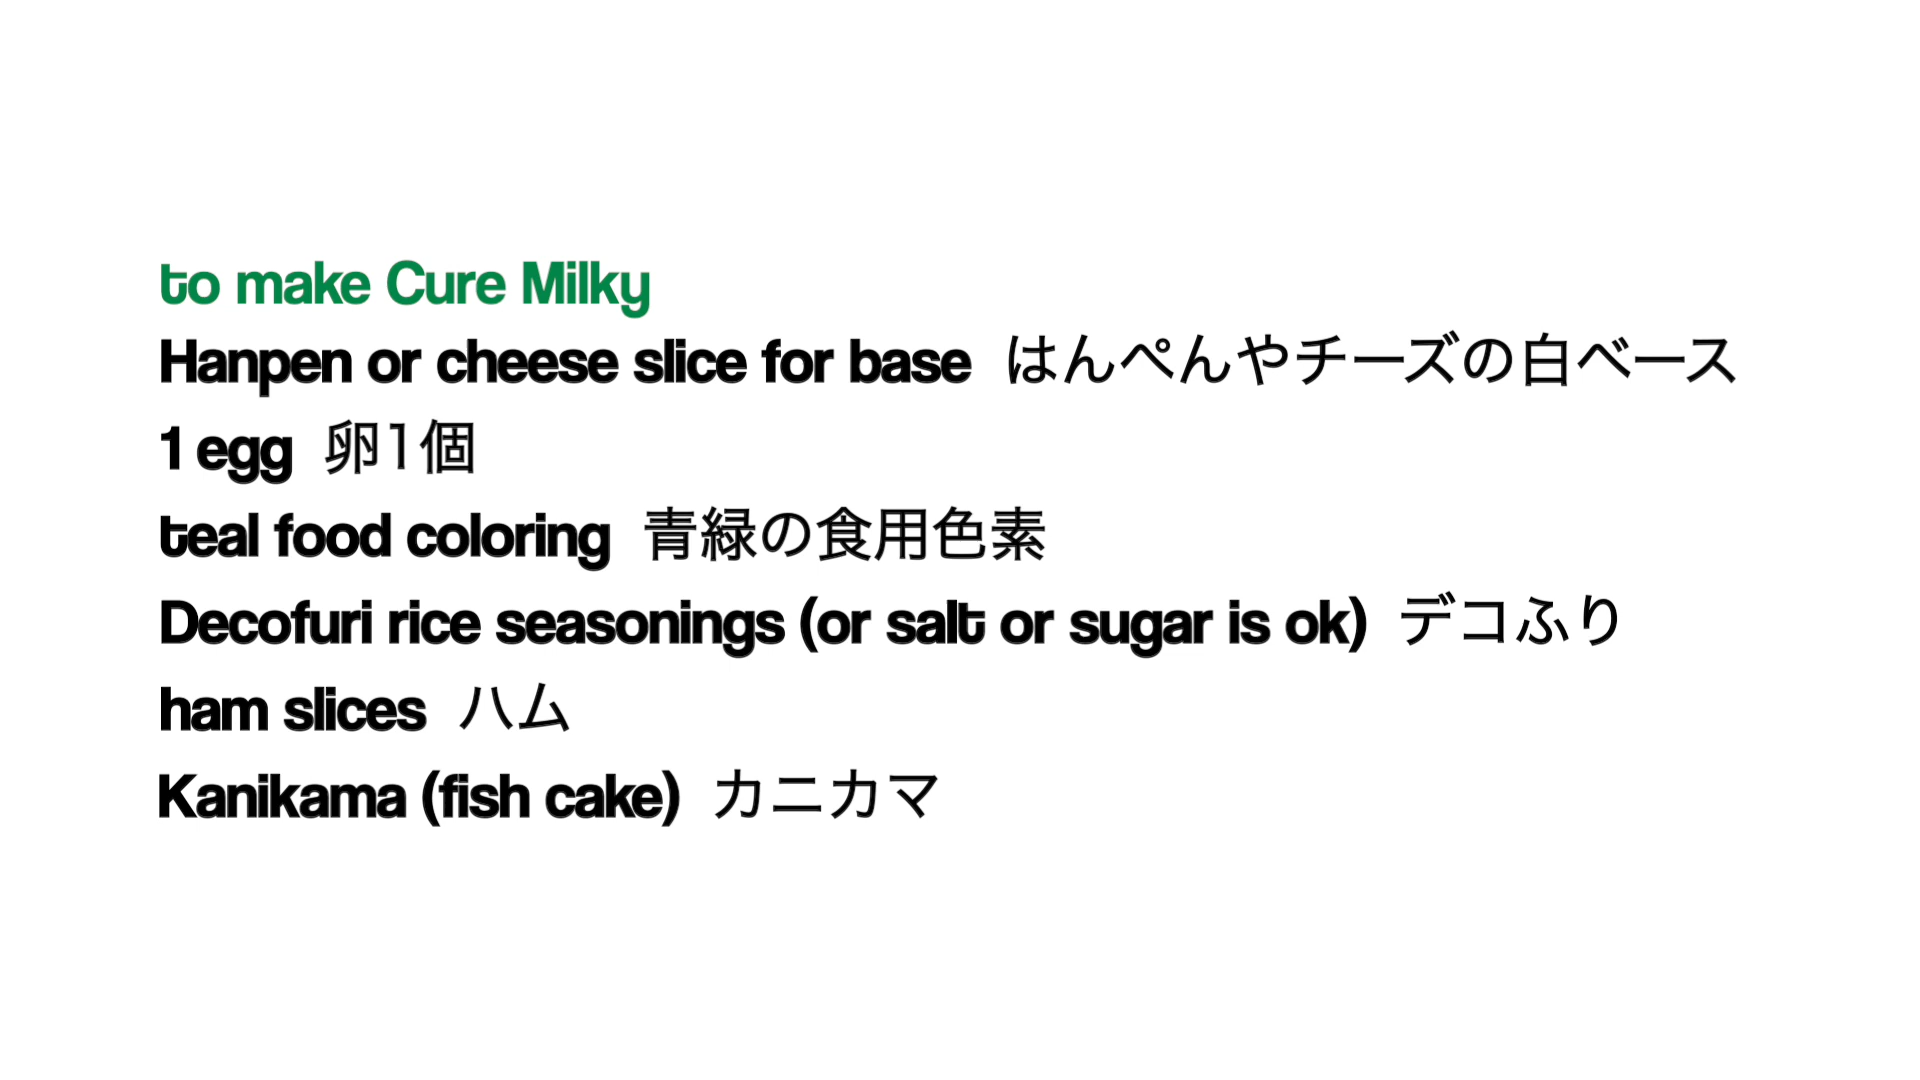 to make Cure Milky
Hanpen or cheese slice for base はんぺんやチーズの白ベース
1 egg 卵1個
teal food coloring 青緑の食用色素
Decofuri rice seasonings (or salt or sugar is ok) デコふり
ham slices ハム
Kanikama (fish cake) カニカマ